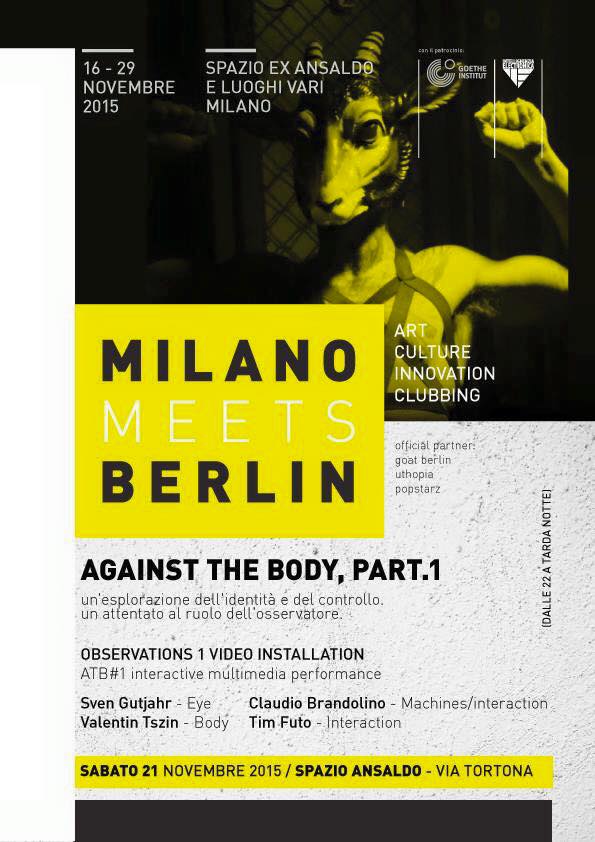 16 - 29
NOVEMBRE
2015
SPAZIO EX ANSALDO
E LUOGHI VARI
MILANO
con il patrocinio:
GOETHE
INSTITUT
MILANO
MEETS
BERLIN
ART
CULTURE
INNOVATION
CLUBBING
official partner:
goat berlin
uthopia
popstarz
(DALLE 22 A TARDA NOTTE)
AGAINST THE BODY, PART.1
un'esplorazione dell'identità e del controllo.
un attentato al ruolo dell'osservatore.
OBSERVATIONS 1 VIDEO INSTALLATION
ATB#1 interactive multimedia performance
Sven Gutjahr - Eye
Claudio Brandolino - Machines/interaction
Valentin Tszin - Body
Tim Futo - Interaction
SABATO 21 NOVEMBRE 2015 / SPAZIO ANSALDO - VIA TORTONA